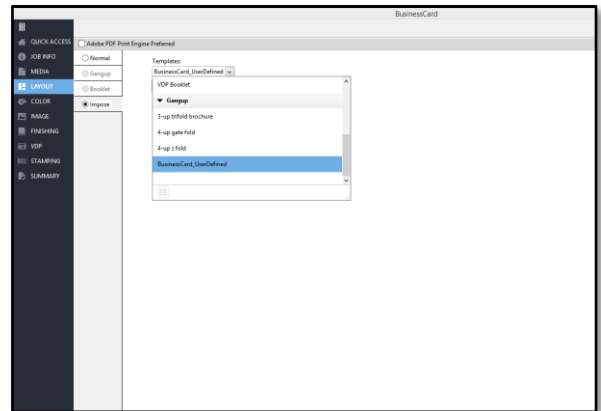 BusinessCard
QUICK ACCESS
JOB INFO
MEDIA
LAYOUT
COLOR
IMAGE
FINISHING
VDP
STAMPING
SUMMARY
Adobe PDF Print Engine Preferred
Normal
Gangup
Booklet
Impose
Templates:
BusinessCard_UserDefined
VDP Booklet
Gangup
3-up trifold brochure
4-up gate fold
4-up z fold
BusinessCard_UserDefined